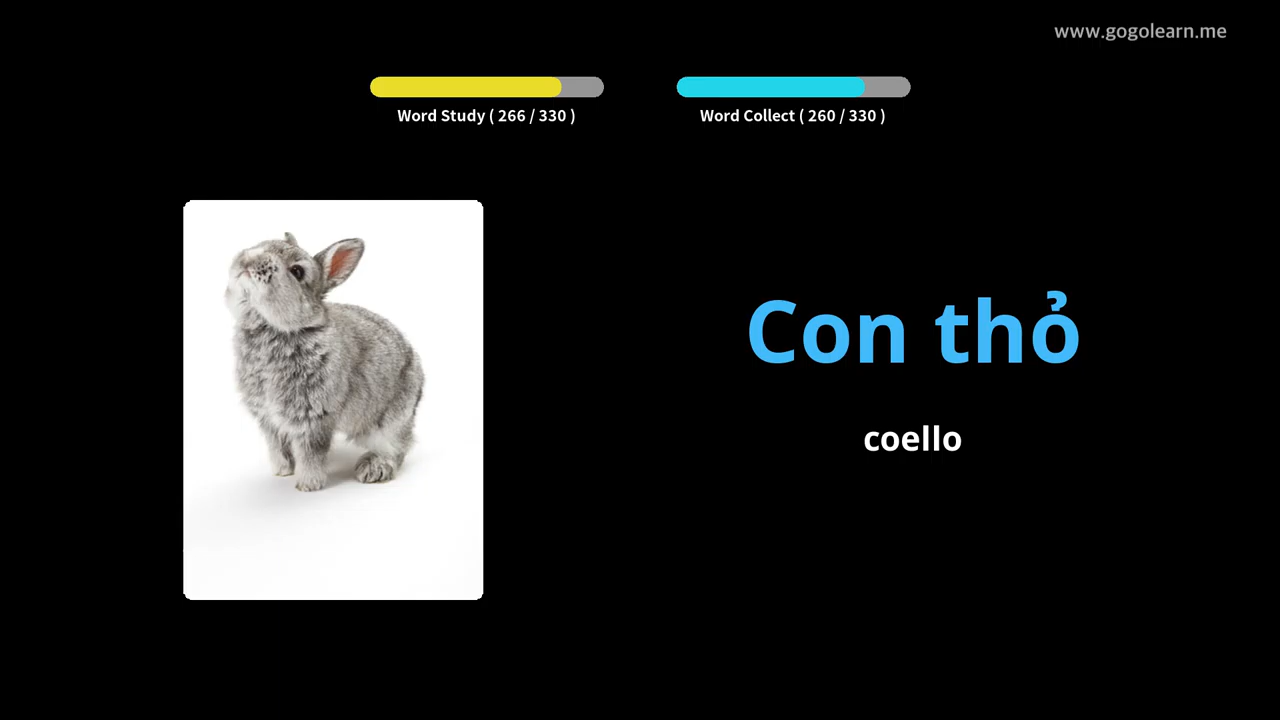 www.gogolearn.me
Word Study ( 266 / 330 )
Word Collect ( 260 / 330 )
Con thỏ
coello